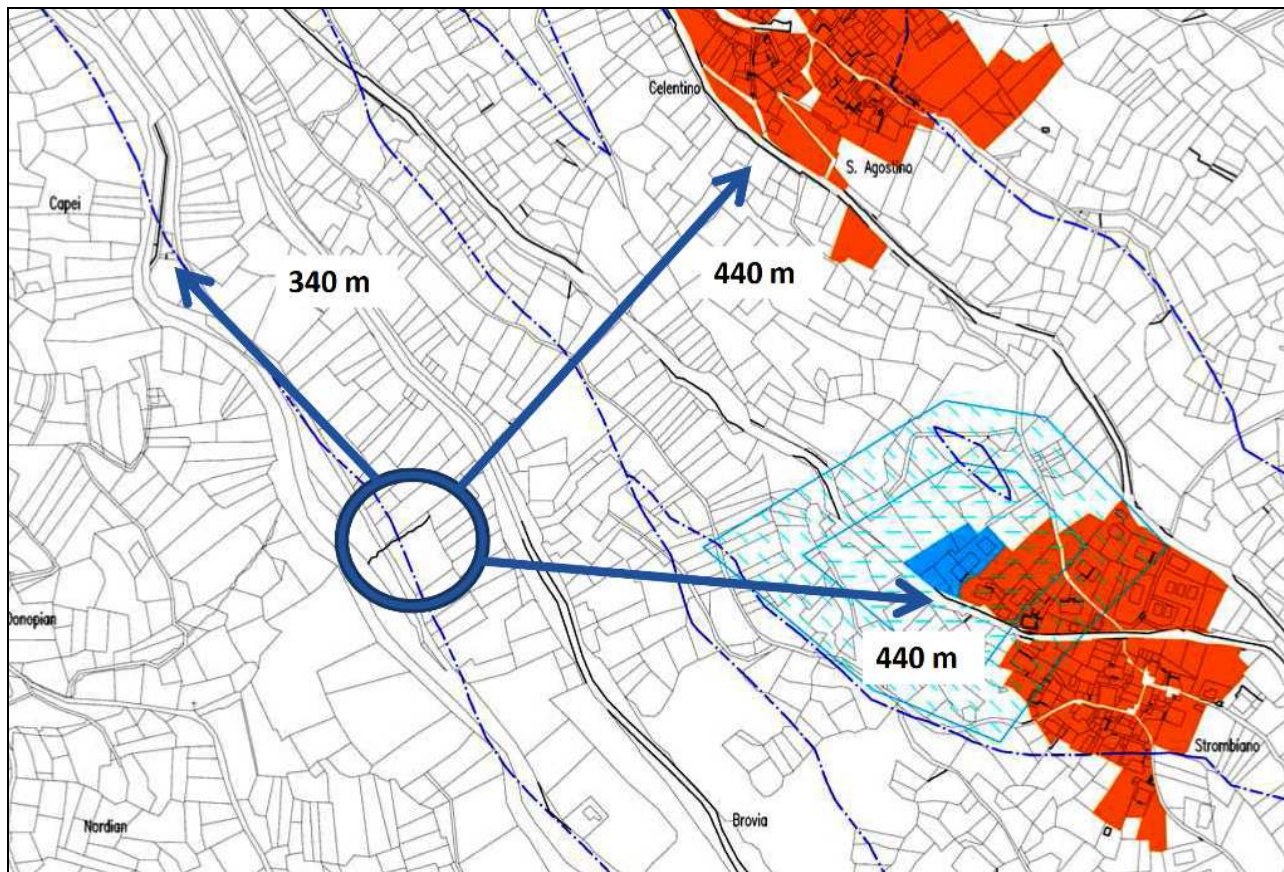 Celentino
S. Agostino
Capei
340 m
440 m
440 m
Donopian
Strombiano
Brovia
Nordian